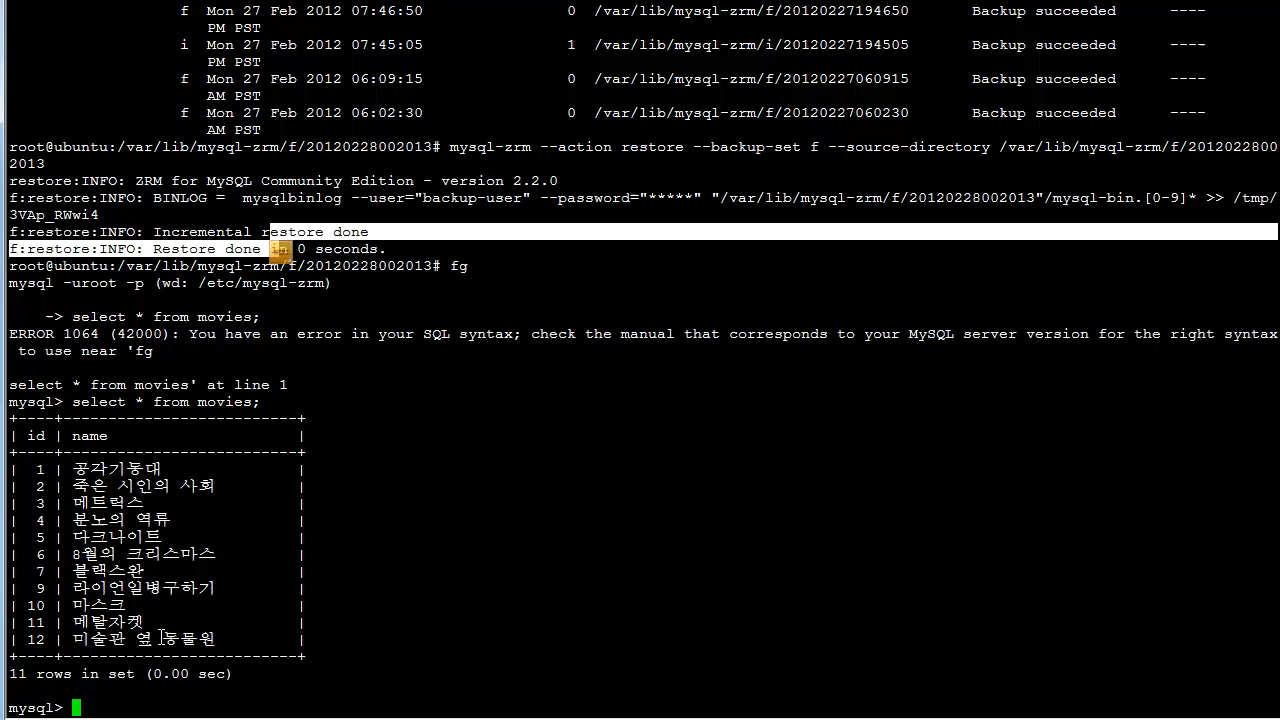 f Mon 27 Feb 2012 07:46:50 0 /var/lib/mysql-zrm/f/20120227194650 Backup succeeded ----
PM PST
i Mon 27 Feb 2012 07:45:05 1 /var/lib/mysql-zrm/i/20120227194505 Backup succeeded ----
PM PST
f Mon 27 Feb 2012 06:09:15 0 /var/lib/mysql-zrm/f/20120227060915 Backup succeeded ----
AM PST
f Mon 27 Feb 2012 06:02:30 0 /var/lib/mysql-zrm/f/20120227060230 Backup succeeded ----
AM PST
root@ubuntu:/var/lib/mysql-zrm/f/20120228002013# mysql-zrm --action restore --backup-set f --source-directory /var/lib/mysql-zrm/f/2012022800
2013
restore:INFO: ZRM for MySQL Community Edition - version 2.2.0
f:restore:INFO: BINLOG = mysqlbinlog --user="backup-user" --password="*****" "/var/lib/mysql-zrm/f/20120228002013"/mysql-bin.[0-9]* >> /tmp/
3VAp_RWwi4
f:restore:INFO: Incremental restore done
f:restore:INFO: Restore done in 0 seconds.
root@ubuntu:/var/lib/mysql-zrm/f/20120228002013# fg
mysql -uroot -p (wd: /etc/mysql-zrm)
-> select * from movies;
ERROR 1064 (42000): You have an error in your SQL syntax; check the manual that corresponds to your MySQL server version for the right syntax
to use near 'fg
select * from movies' at line 1
mysql> select * from movies;
+----+--------------------------+
| id | name |
+----+--------------------------+
| 1 | 공각기동대 |
| 2 | 죽은 시인의 사회 |
| 3 | 메트릭스 |
| 4 | 분노의 역류 |
| 5 | 다크나이트 |
| 6 | 8월의 크리스마스 |
| 7 | 블랙스완 |
| 9 | 라이언일병구하기 |
| 10 | 마스크 |
| 11 | 메탈자켓 |
| 12 | 미술관 옆 동물원 |
+----+--------------------------+
11 rows in set (0.00 sec)
mysql>